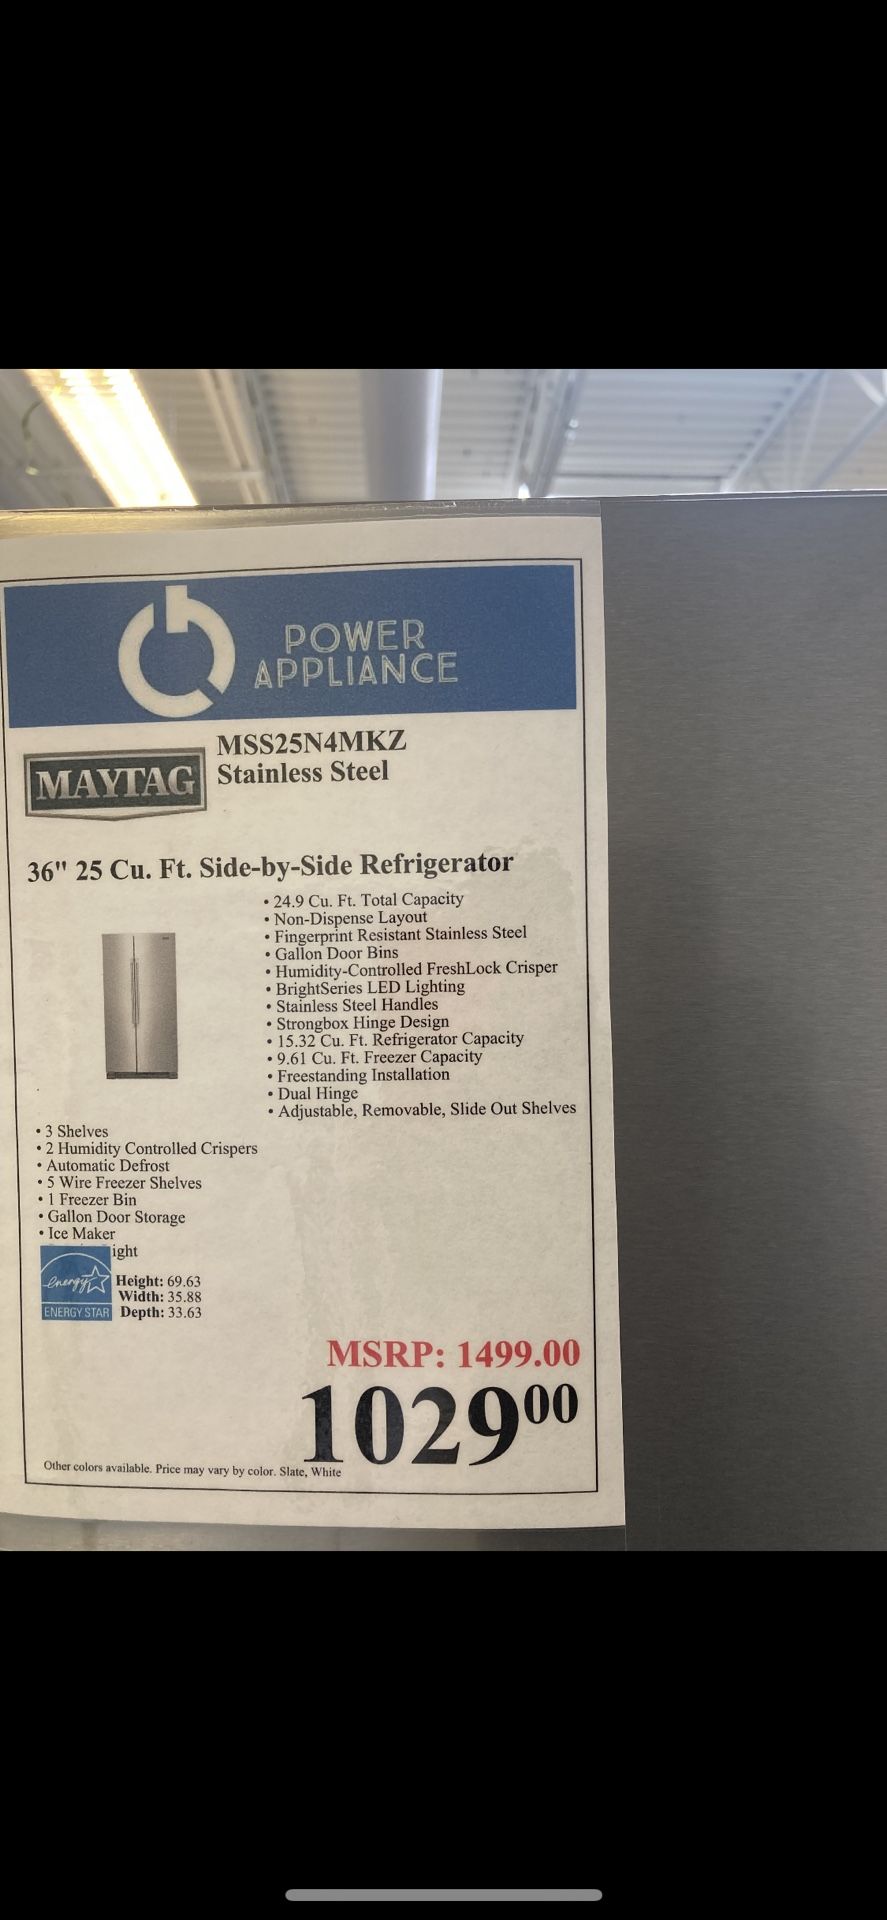 POWER
APPLIANCE
MAYTAG
MSS25N4MKZ
Stainless Steel
36" 25 Cu. Ft. Side-by-Side Refrigerator
• 24.9 Cu. Ft. Total Capacity
• Non-Dispense Layout
• Fingerprint Resistant Stainless Steel
• Gallon Door Bins
• Humidity-Controlled FreshLock Crisper
• BrightSeries LED Lighting
• Stainless Steel Handles
• Strongbox Hinge Design
• 15.32 Cu. Ft. Refrigerator Capacity
• 9.61 Cu. Ft. Freezer Capacity
• Freestanding Installation
• Dual Hinge
• Adjustable, Removable, Slide Out Shelves
• 3 Shelves
• 2 Humidity Controlled Crispers
• Automatic Defrost
• 5 Wire Freezer Shelves
• 1 Freezer Bin
• Gallon Door Storage
• Ice Maker
energy
ENERGY STAR
Height: 69.63
Width: 35.88
Depth: 33.63
MSRP: 1499.00
1029⁰⁰
Other colors available. Price may vary by color. Slate, White